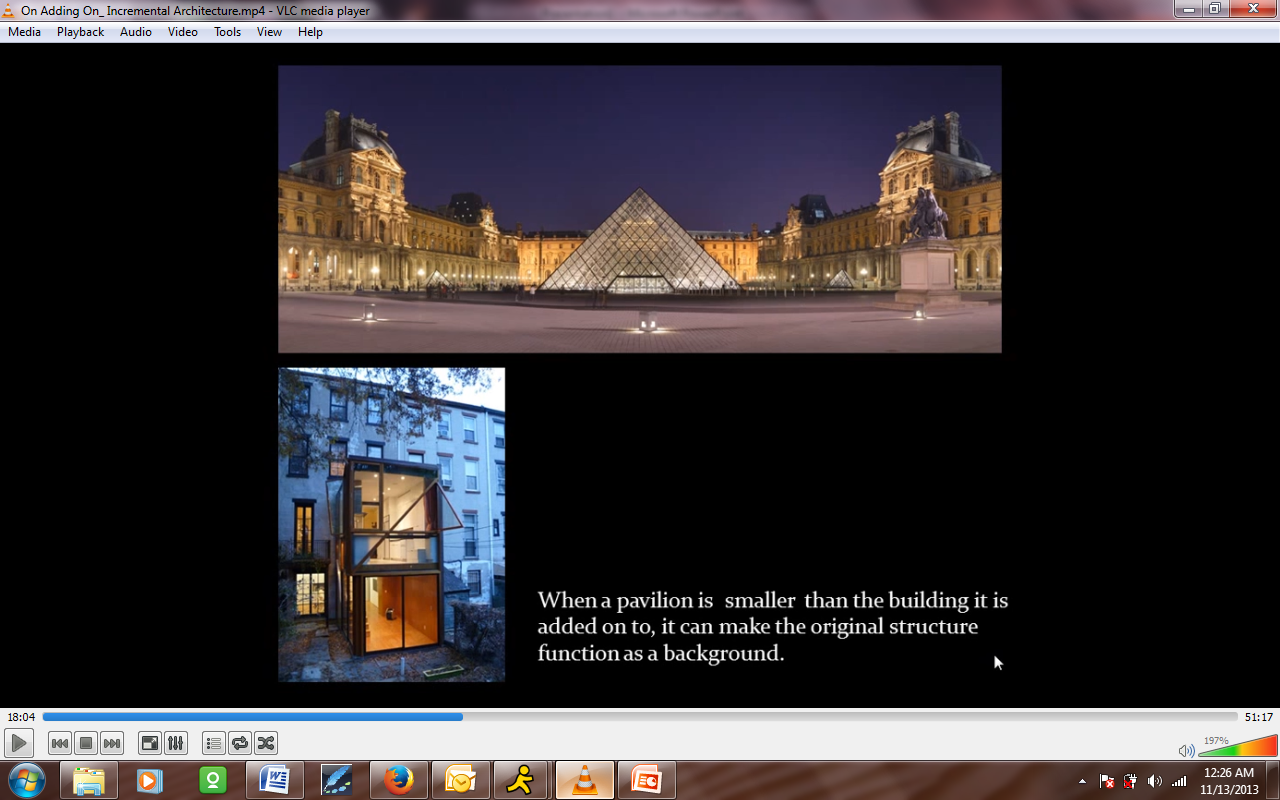 On Adding On_ Incremental Architecture.mp4 - VLC media player
Media Playback Audio Video Tools View Help
When a pavilion is smaller than the building it is
added on to, it can make the original structure
function as a background.
18:04 51:17
197%
12:26 AM
11/13/2013